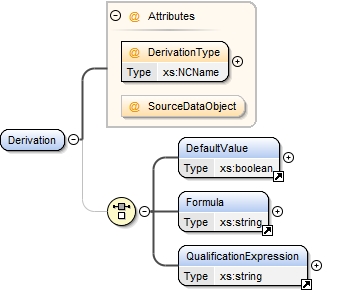 @ Attributes
@ DerivationType
Type xs:NCName
@ SourceDataObject
Derivation
DefaultValue
Type xs:boolean
Formula
Type xs:string
QualificationExpression
Type xs:string